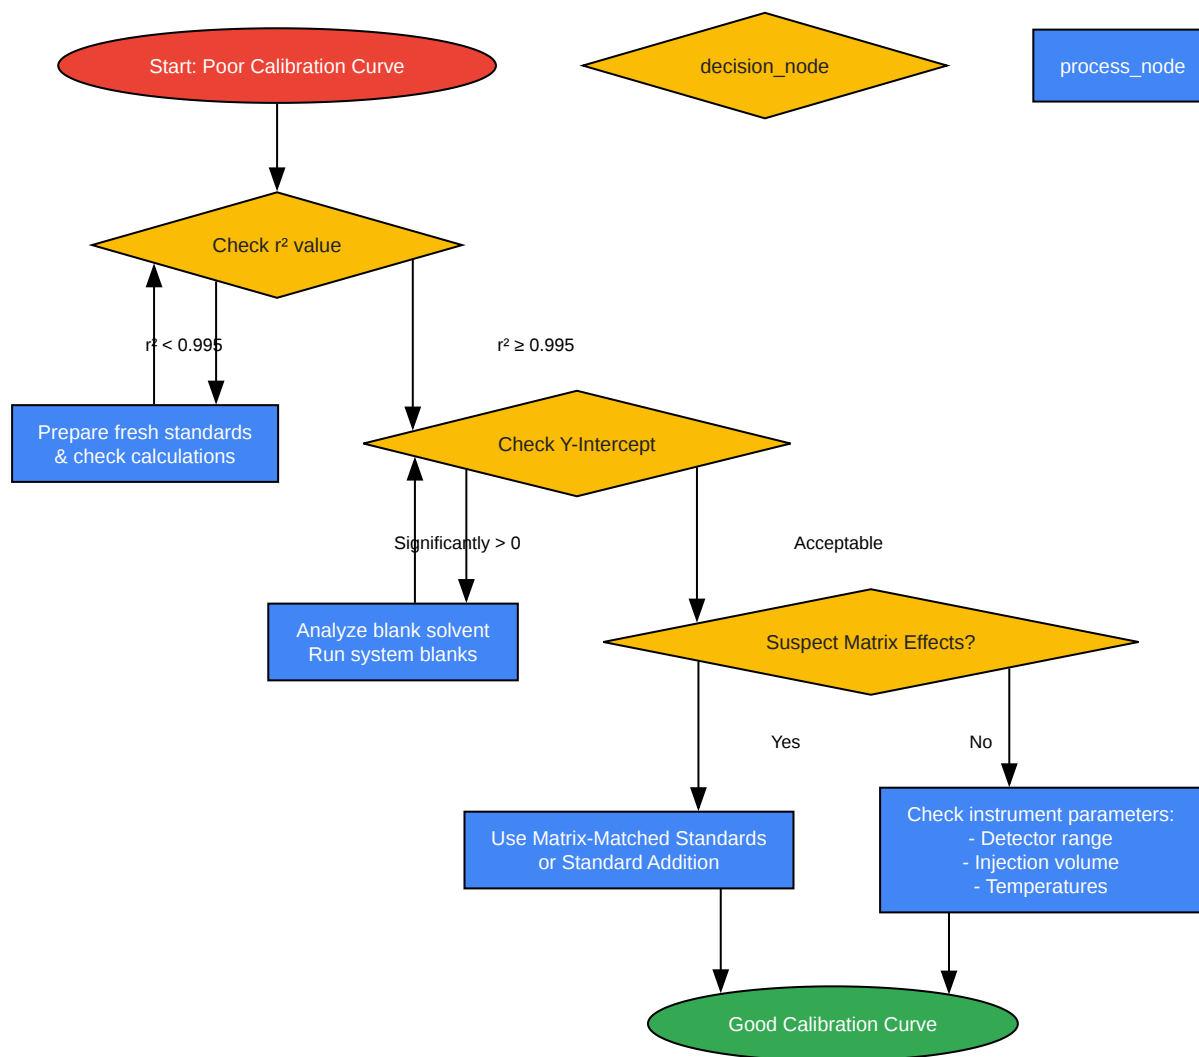 Start: Poor Calibration Curve
decision_node
process_node
Check r² value
r² < 0.995
r² ≥ 0.995
Prepare fresh standards
& check calculations
Check Y-Intercept
Significantly > 0
Acceptable
Analyze blank solvent
Run system blanks
Suspect Matrix Effects?
Yes
No
Use Matrix-Matched Standards
or Standard Addition
Check instrument parameters:
- Detector range
- Injection volume
- Temperatures
Good Calibration Curve